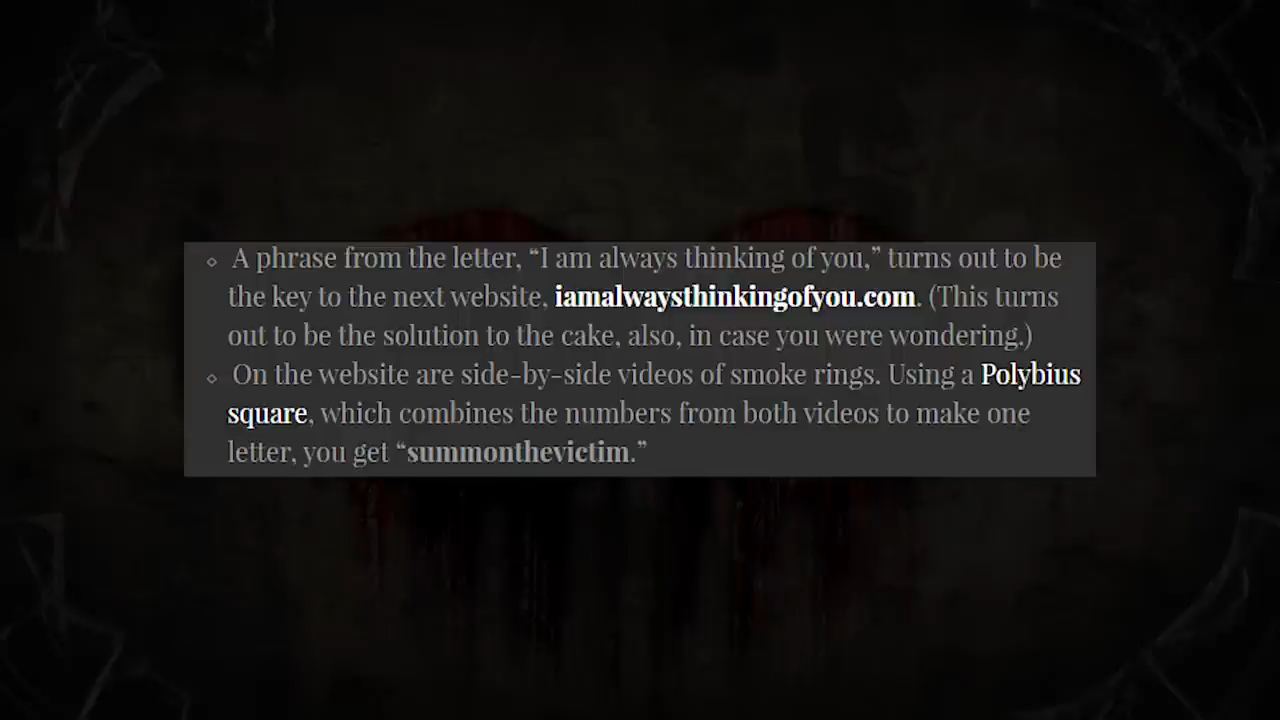 ⬦ A phrase from the letter, “I am always thinking of you,” turns out to be
the key to the next website, iamalwaysthinkingofyou.com. (This turns
out to be the solution to the cake, also, in case you were wondering.)
⬦ On the website are side-by-side videos of smoke rings. Using a Polybius
square, which combines the numbers from both videos to make one
letter, you get “summonthevictim.”